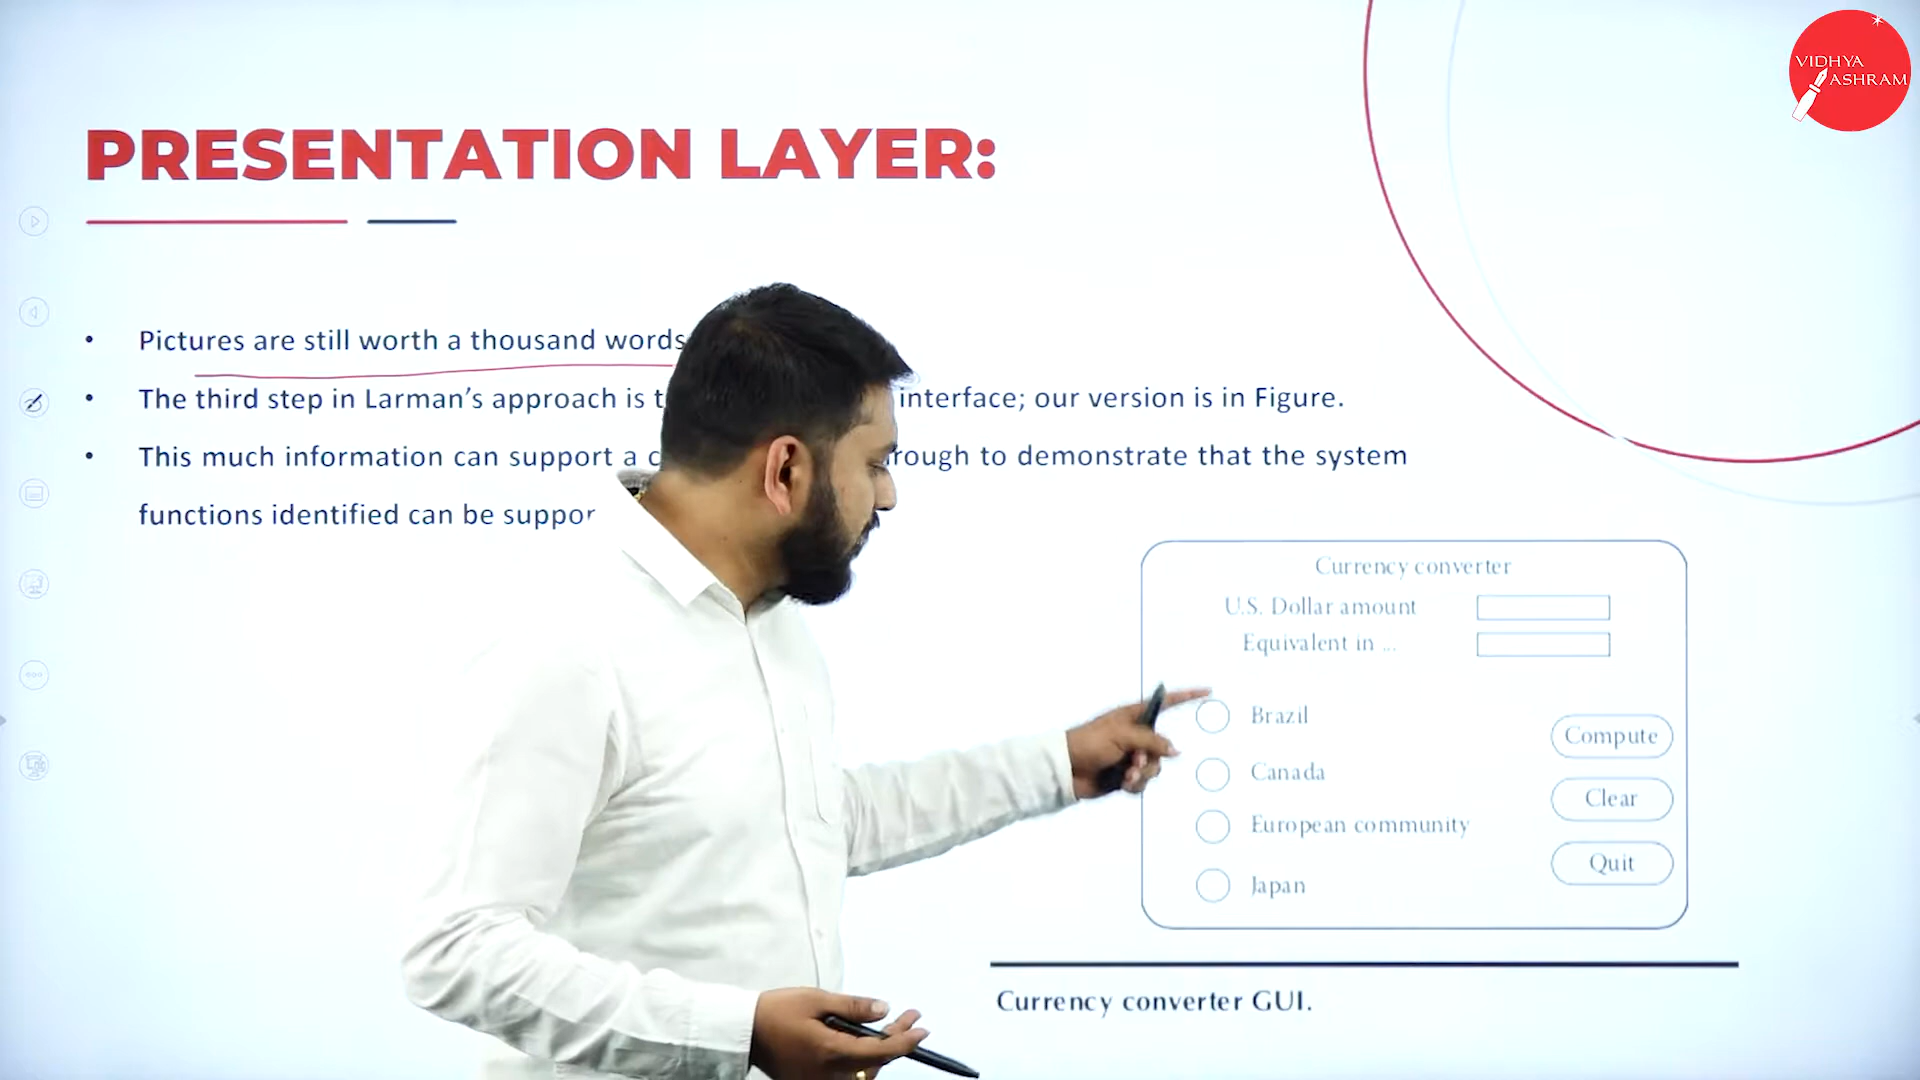 VIDHYA
ASHRAM
PRESENTATION LAYER:
• Pictures are still worth a thousand words
• The third step in Larman's approach is interface; our version is in Figure.
• This much information can support a to demonstrate that the system
functions identified can be
Currency converter
U.S. Dollar amount
Equivalent in ...
Brazil
Canada
European community
Japan
Compute
Clear
Quit
Currency converter GUI.